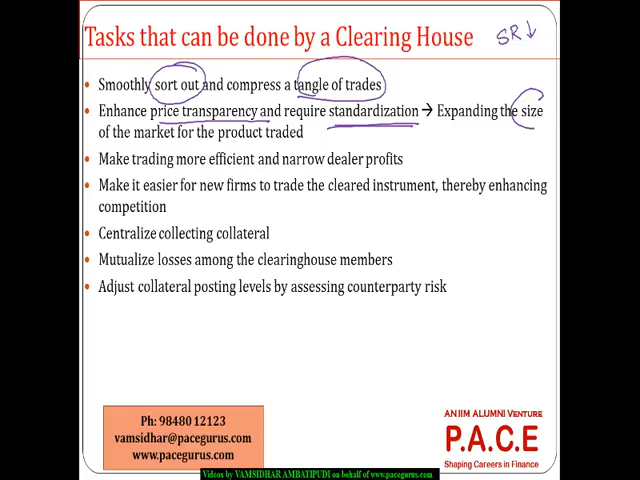 Tasks that can be done by a Clearing House
SR↓
• Smoothly sort out and compress a tangle of trades
• Enhance price transparency and require standardization → Expanding the size
of the market for the product traded
• Make trading more efficient and narrow dealer profits
• Make it easier for new firms to trade the cleared instrument, thereby enhancing
competition
• Centralize collecting collateral
• Mutualize losses among the clearinghouse members
• Adjust collateral posting levels by assessing counterparty risk
Ph: 98480 12123
vamsidhar@pacegurus.com
www.pacegurus.com
AN IIM ALUMNI VENTURE
P.A.C.E
Shaping Careers in Finance
Videos by VAMSIDHAR AMBATIPUDI on behalf of www.pacegurus.com